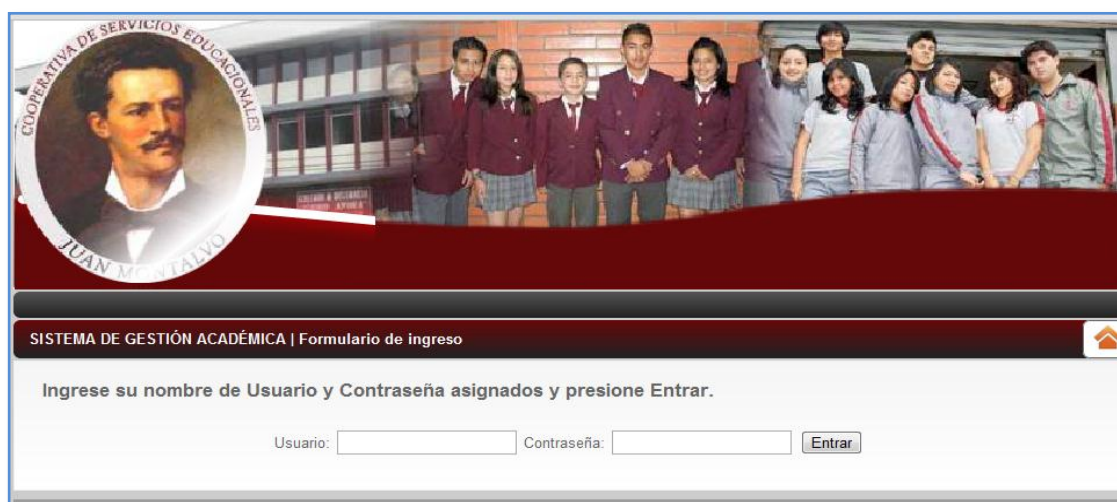 COOPERATIVA DE SERVICIOS EDUCACIONALES
JUAN MONTALVO
SISTEMA DE GESTIÓN ACADÉMICA | Formulario de ingreso
Ingrese su nombre de Usuario y Contraseña asignados y presione Entrar.
Usuario: Contraseña: Entrar